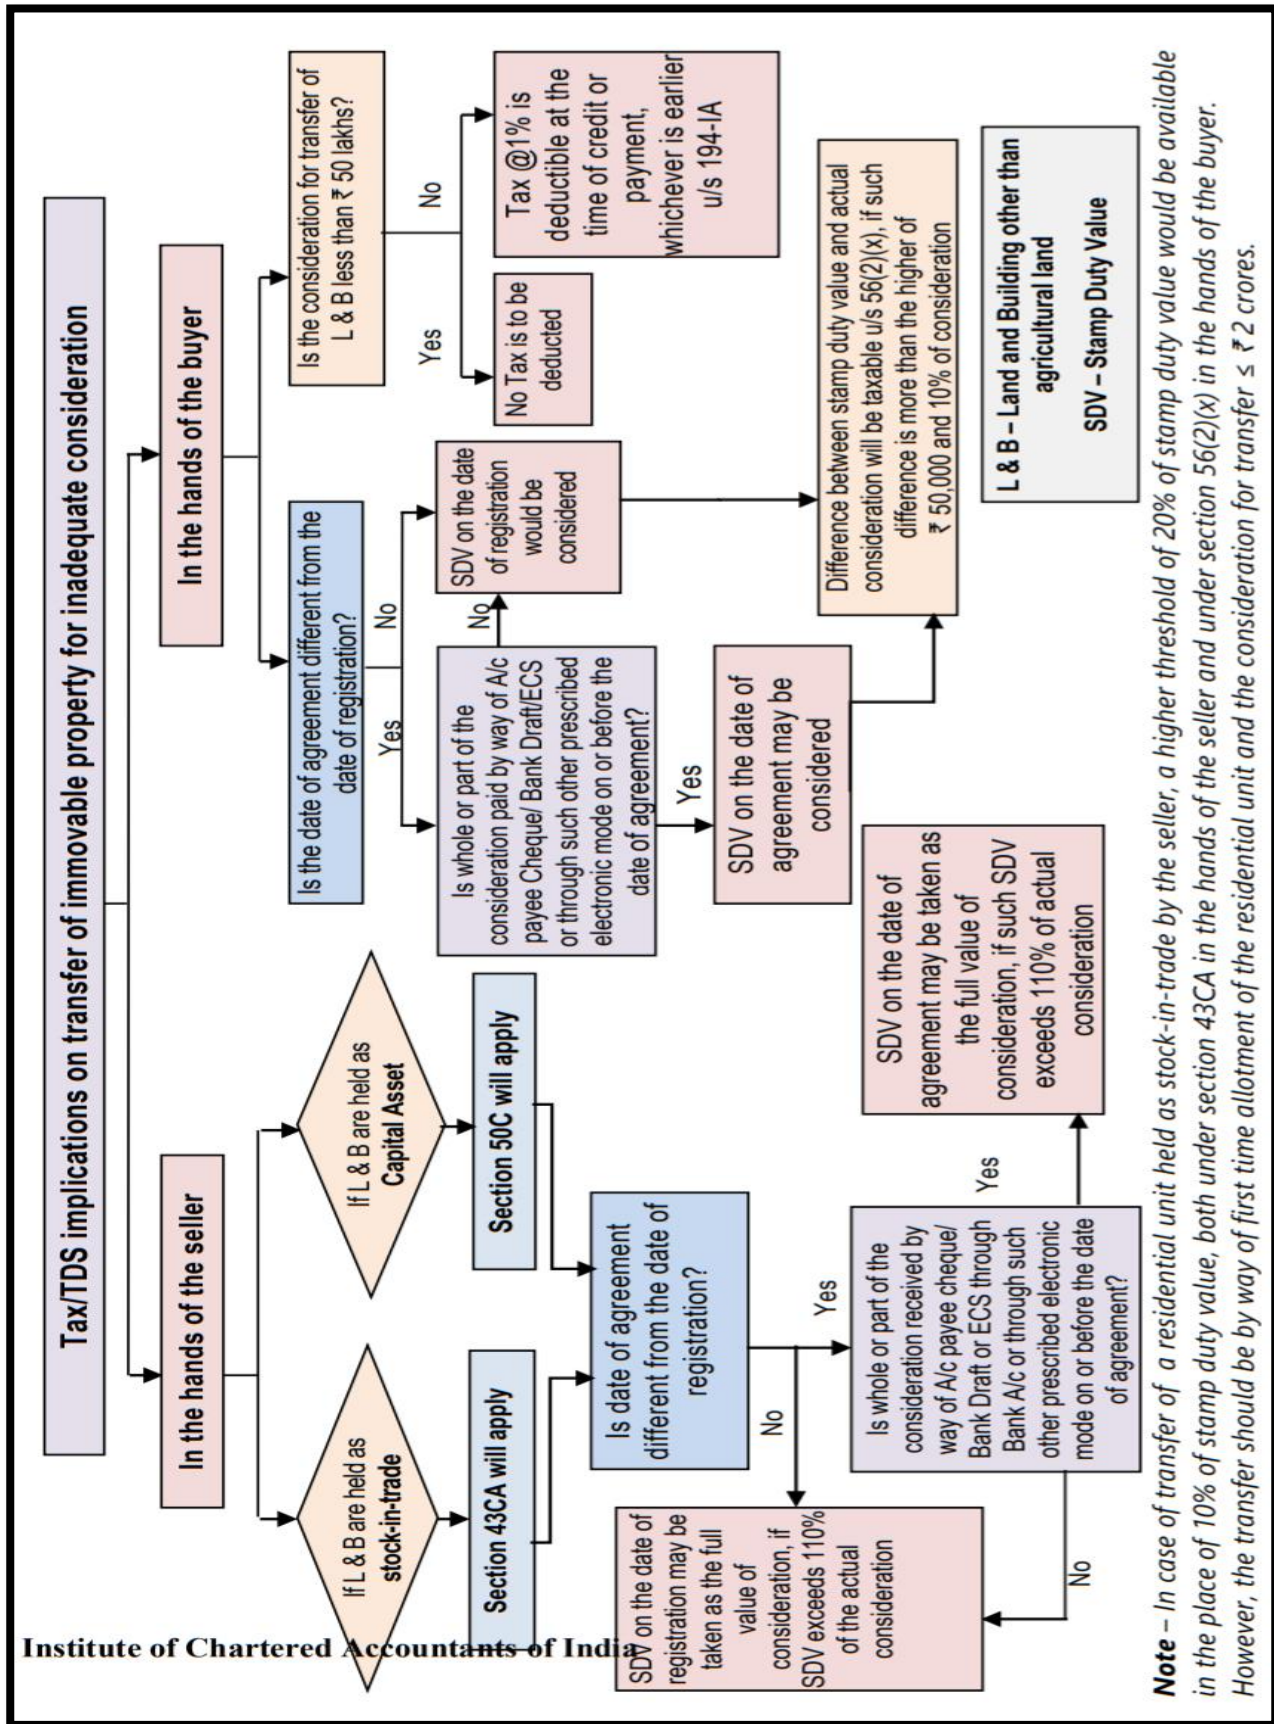 Tax/TDS implications on transfer of immovable property for inadequate consideration
In the hands of the seller
In the hands of the buyer
If L & B are held as
stock-in-trade
If L & B are held as
Capital Asset
Section 43CA will apply
Section 50C will apply
Is date of agreement
different from the date of
registration?
No
Yes
SDV on the date of
registration may be
taken as the full
value of
consideration, if
SDV exceeds 110%
of the actual
consideration
Is whole or part of the
consideration received by
way of A/c payee cheque/
Bank Draft or ECS through
Bank A/c or through such
other prescribed electronic
mode on or before the date
of agreement?
No
Yes
SDV on the date of
agreement may be taken as
the full value of
consideration, if such SDV
exceeds 110% of actual
consideration
Is the date of agreement different from the
date of registration?
Yes
No
Is whole or part of the
consideration paid by way of A/c
payee Cheque/ Bank Draft/ECS
or through such other prescribed
electronic mode on or before the
date of agreement?
No
Yes
SDV on the date
of registration
would be
considered
SDV on the date of
agreement may be
considered
Is the consideration for transfer of
L & B less than ₹ 50 lakhs?
Yes
No
No Tax is to be
deducted
Tax @1% is
deductible at the
time of credit or
payment,
whichever is earlier
u/s 194-IA
Difference between stamp duty value and actual
consideration will be taxable u/s 56(2)(x), if such
difference is more than the higher of
₹ 50,000 and 10% of consideration
L & B – Land and Building other than
agricultural land
SDV – Stamp Duty Value
Note – In case of transfer of a residential unit held as stock-in-trade by the seller, a higher threshold of 20% of stamp duty value would be available
in the place of 10% of stamp duty value, both under section 43CA in the hands of the seller and under section 56(2)(x) in the hands of the buyer.
However, the transfer should be by way of first time allotment of the residential unit and the consideration for transfer ≤ ₹ 2 crores.
Institute of Chartered Accountants of India